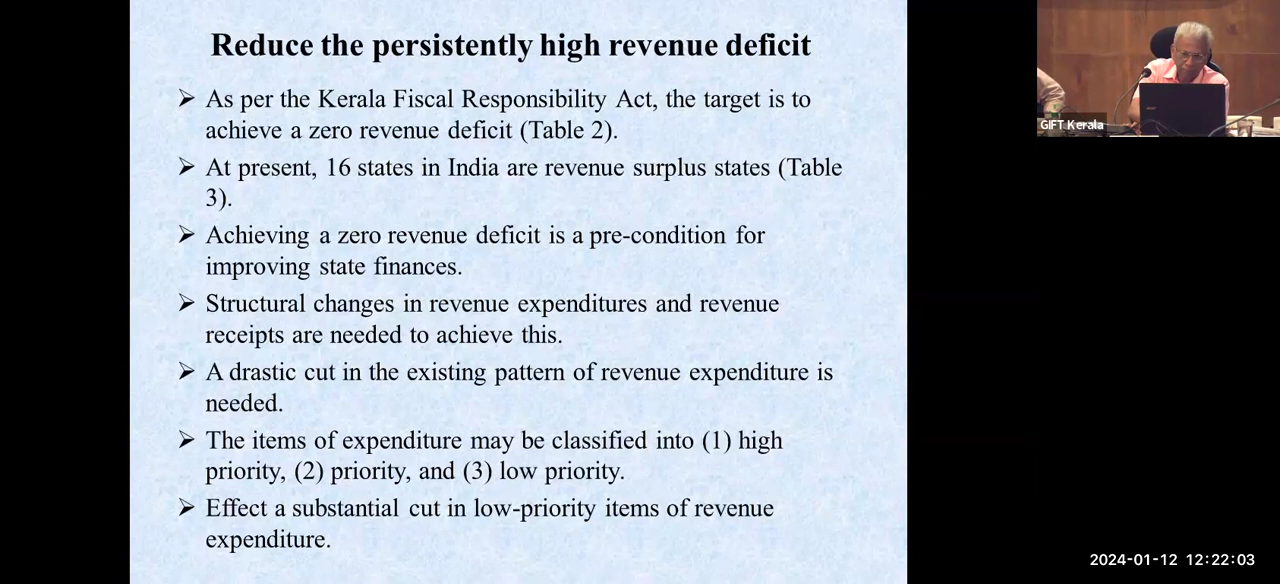 Reduce the persistently high revenue deficit
➢ As per the Kerala Fiscal Responsibility Act, the target is to
achieve a zero revenue deficit (Table 2).
➢ At present, 16 states in India are revenue surplus states (Table
3).
➢ Achieving a zero revenue deficit is a pre-condition for
improving state finances.
➢ Structural changes in revenue expenditures and revenue
receipts are needed to achieve this.
➢ A drastic cut in the existing pattern of revenue expenditure is
needed.
➢ The items of expenditure may be classified into (1) high
priority, (2) priority, and (3) low priority.
➢ Effect a substantial cut in low-priority items of revenue
expenditure.
GIFT Kerala
2024-01-12 12:22:03